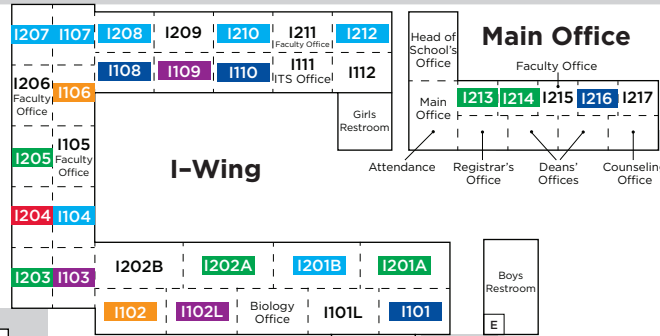 I207 I107 I208 I209 I210 I211 I212
Faculty Office
I108 I109 I110 I111 I112
ITS Office
I206
Faculty
Office
I106
I205
I105
Faculty
Office
I204 I104
I203 I103
Girls
Restroom
I-Wing
I202B I202A I201B I201A
I102 I102L Biology
Office I101L I101
Head of
School's
Office
Main Office
Faculty Office
Main
Office
I213 I214 I215 I216 I217
Attendance
Registrar's
Office
Deans'
Offices
Counseling
Office
Boys
Restroom
E